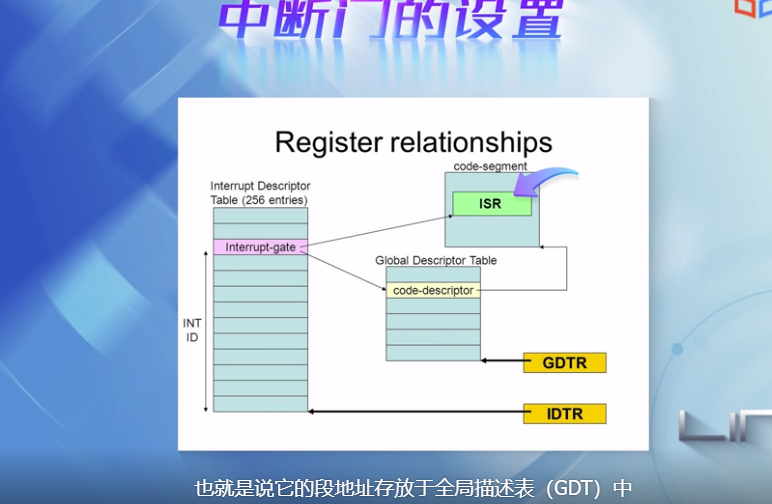 中断门的设置
Register relationships
code-segment
ISR
Interrupt Descriptor
Table (256 entries)
Interrupt-gate
Global Descriptor Table
code-descriptor
INT
ID
GDTR
IDTR
也就是说它的段地址存放于全局描述表（GDT）中